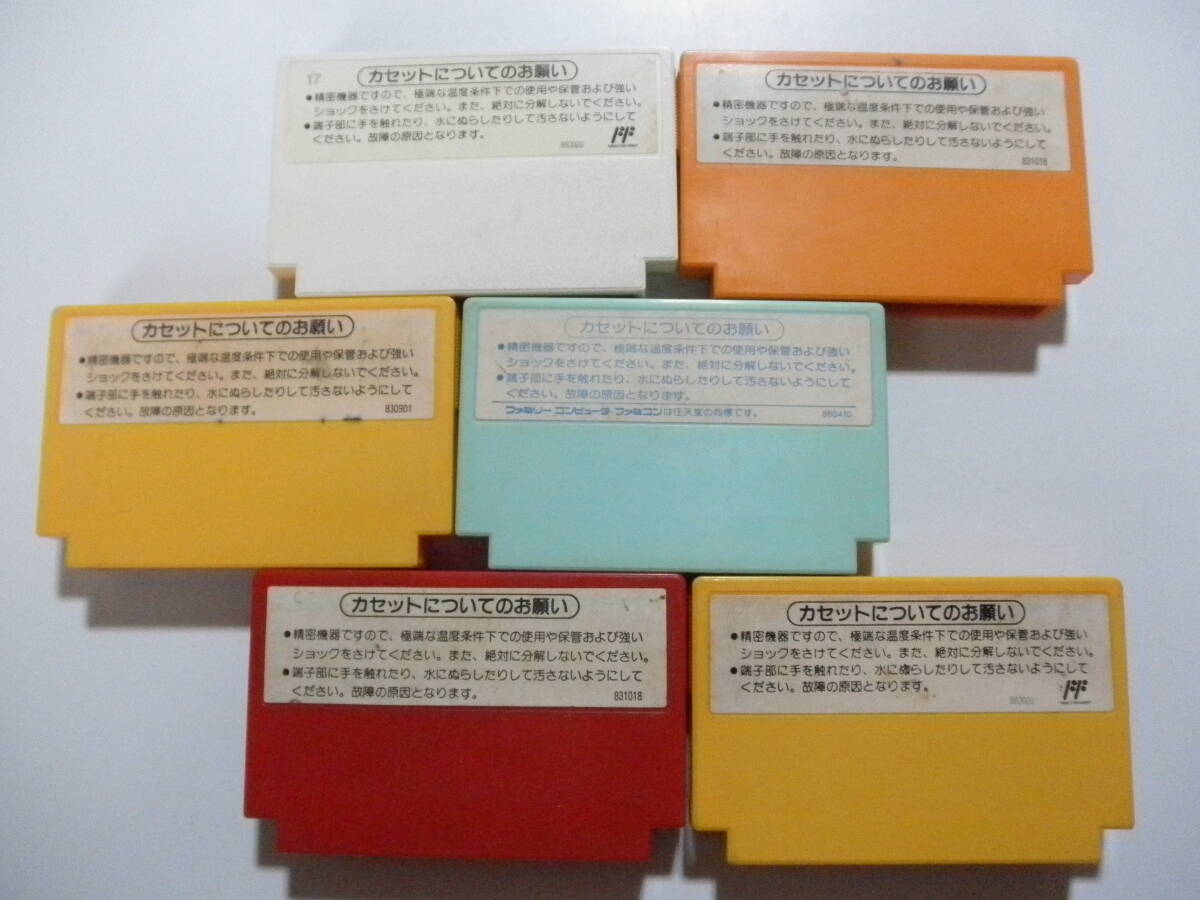 17
カセットについてのお願い
●精密機器ですので、極端な温度条件下での使用や保管および強い
ショックをさけてください。また、絶対に分解しないでください。
●端子部に手を触れたり、水にぬらしたりして汚さないようにして
ください。故障の原因となります。
カセットについてのお願い
●精密機器ですので、極端な温度条件下での使用や保管および強い
ショックをさけてください。また、絶対に分解しないでください。
●端子部に手を触れたり、水にぬらしたりして汚さないようにして
ください。故障の原因となります。
831018
カセットについてのお願い
●精密機器ですので、極端な温度条件下での使用や保管および強い
ショックをさけてください。また、絶対に分解しないでください。
●端子部に手を触れたり、水にぬらしたりして汚さないようにして
ください。故障の原因となります。
830901
カセットについてのお願い
●精密機器ですので、極端な温度条件下での使用や保管および強い
ショックをさけてください。また、絶対に分解しないでください。
●端子部に手を触れたり、水にぬらしたりして汚さないようにして
ください。故障の原因となります。
ファミリー コンピュータ・ファミコンは任天堂の商標です。 860410
カセットについてのお願い
●精密機器ですので、極端な温度条件下での使用や保管および強い
ショックをさけてください。また、絶対に分解しないでください。
●端子部に手を触れたり、水にぬらしたりして汚さないようにして
ください。故障の原因となります。
831018
カセットについてのお願い
●精密機器ですので、極端な温度条件下での使用や保管および強い
ショックをさけてください。また、絶対に分解しないでください。
●端子部に手を触れたり、水にぬらしたりして汚さないようにして
ください。故障の原因となります。